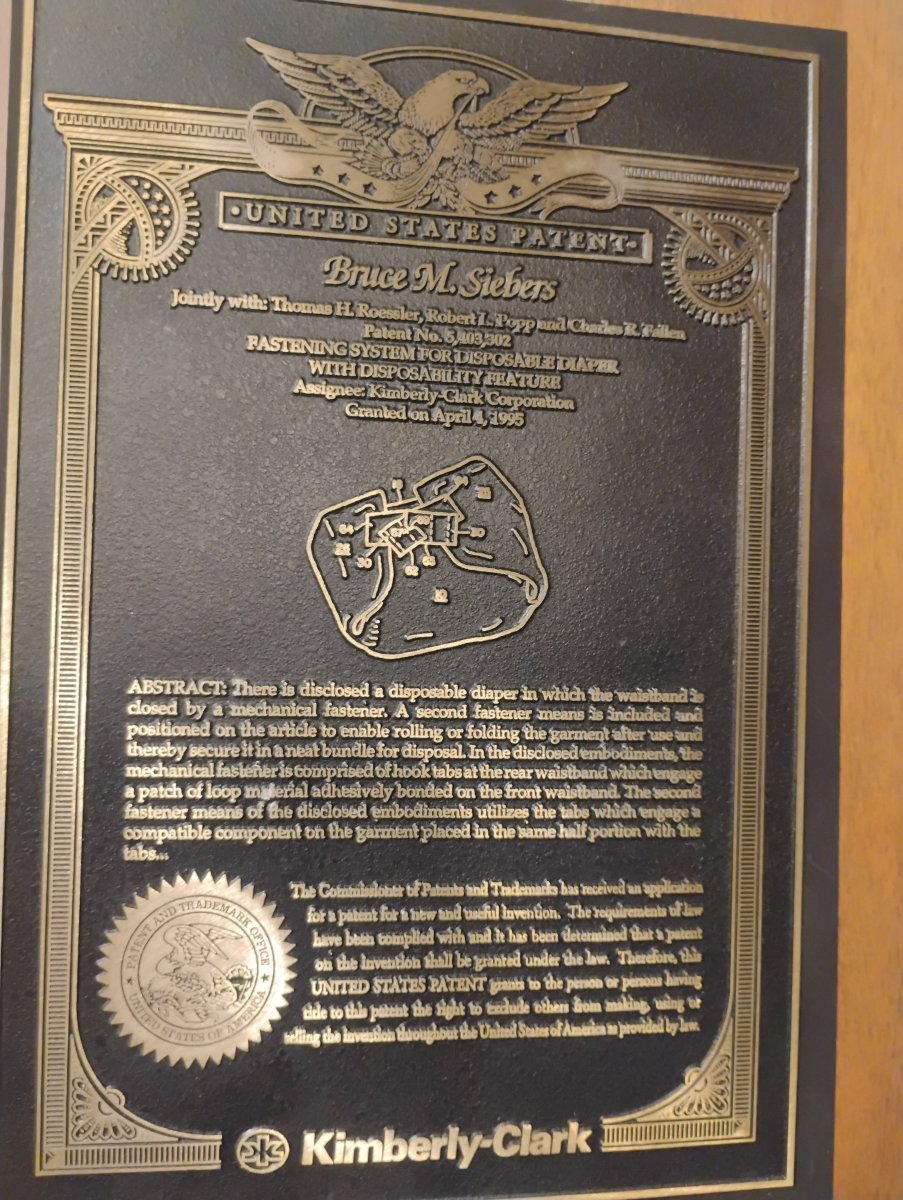 ·UNITED STATES PATENT·
Bruce M. Siebers
Jointly with: Thomas H. Roessler, Robert L. Popp and Charles R. Fallen
Patent No. 5,403,302
FASTENING SYSTEM FOR DISPOSABLE DIAPER
WITH DISPOSABILITY FEATURE
Assignee: Kimberly-Clark Corporation
Granted on April 4, 1995
62
ABSTRACT: There is disclosed a disposable diaper in which the waistband is
closed by a mechanical fastener. A second fastener means is included and
positioned on the article to enable rolling or folding the garment after use and
thereby secure it in a neat bundle for disposal. In the disclosed embodiments, the
mechanical fastener is comprised of hook tabs at the rear waistband which engage
a patch of loop material adhesively bonded on the front waistband. The second
fastener means of the disclosed embodiments utilizes the tabs which engage a
compatible component on the garment placed in the same half portion with the
tabs...
The Commissioner of Patents and Trademarks has received an application
for a patent for a new and useful Invention. The requirements of law
have been complied with and it has been determined that a patent
on the Invention shall be granted under the law. Therefore, this
UNITED STATES PATENT grants to the person or persons having
title to this patent the right to exclude others from making, using or
selling the invention throughout the United States of America as provided by law.
PATENT AND TRADEMARK OFFICE
UNITED STATES OF AMERICA
Kimberly-Clark